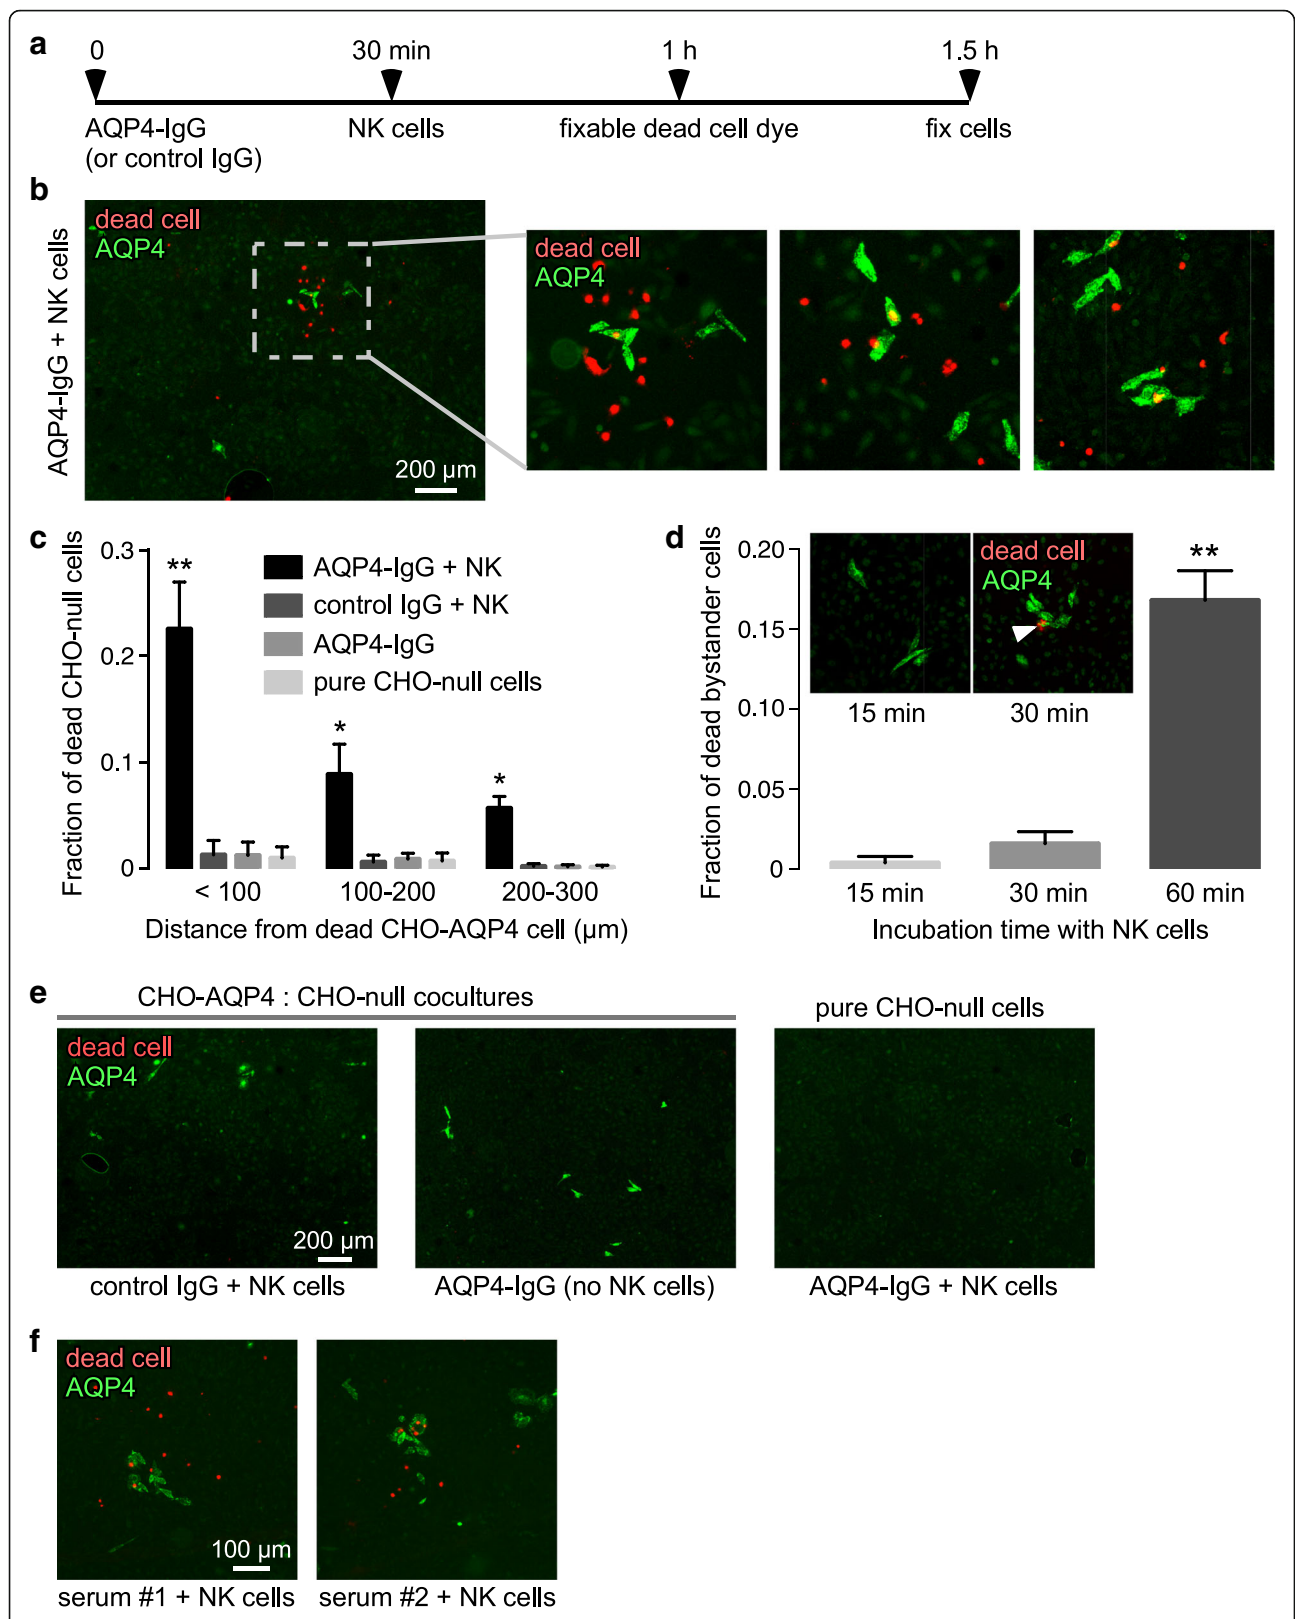 a
0 30 min 1 h 1.5 h
AQP4-IgG NK cells fixable dead cell dye fix cells
(or control IgG)
b
AQP4-IgG + NK cells
dead cell
AQP4
200 µm
dead cell
AQP4
c
Fraction of dead CHO-null cells
0.3
0.2
0.1
0
**
*
*
AQP4-IgG + NK
control IgG + NK
AQP4-IgG
pure CHO-null cells
< 100 100-200 200-300
Distance from dead CHO-AQP4 cell (µm)
d
Fraction of dead bystander cells
0.20
0.15
0.10
0.05
0
dead cell
AQP4
15 min 30 min
**
15 min 30 min 60 min
Incubation time with NK cells
e
CHO-AQP4 : CHO-null cocultures
pure CHO-null cells
dead cell
AQP4
200 µm
control IgG + NK cells AQP4-IgG (no NK cells) AQP4-IgG + NK cells
f
dead cell
AQP4
100 µm
serum #1 + NK cells serum #2 + NK cells